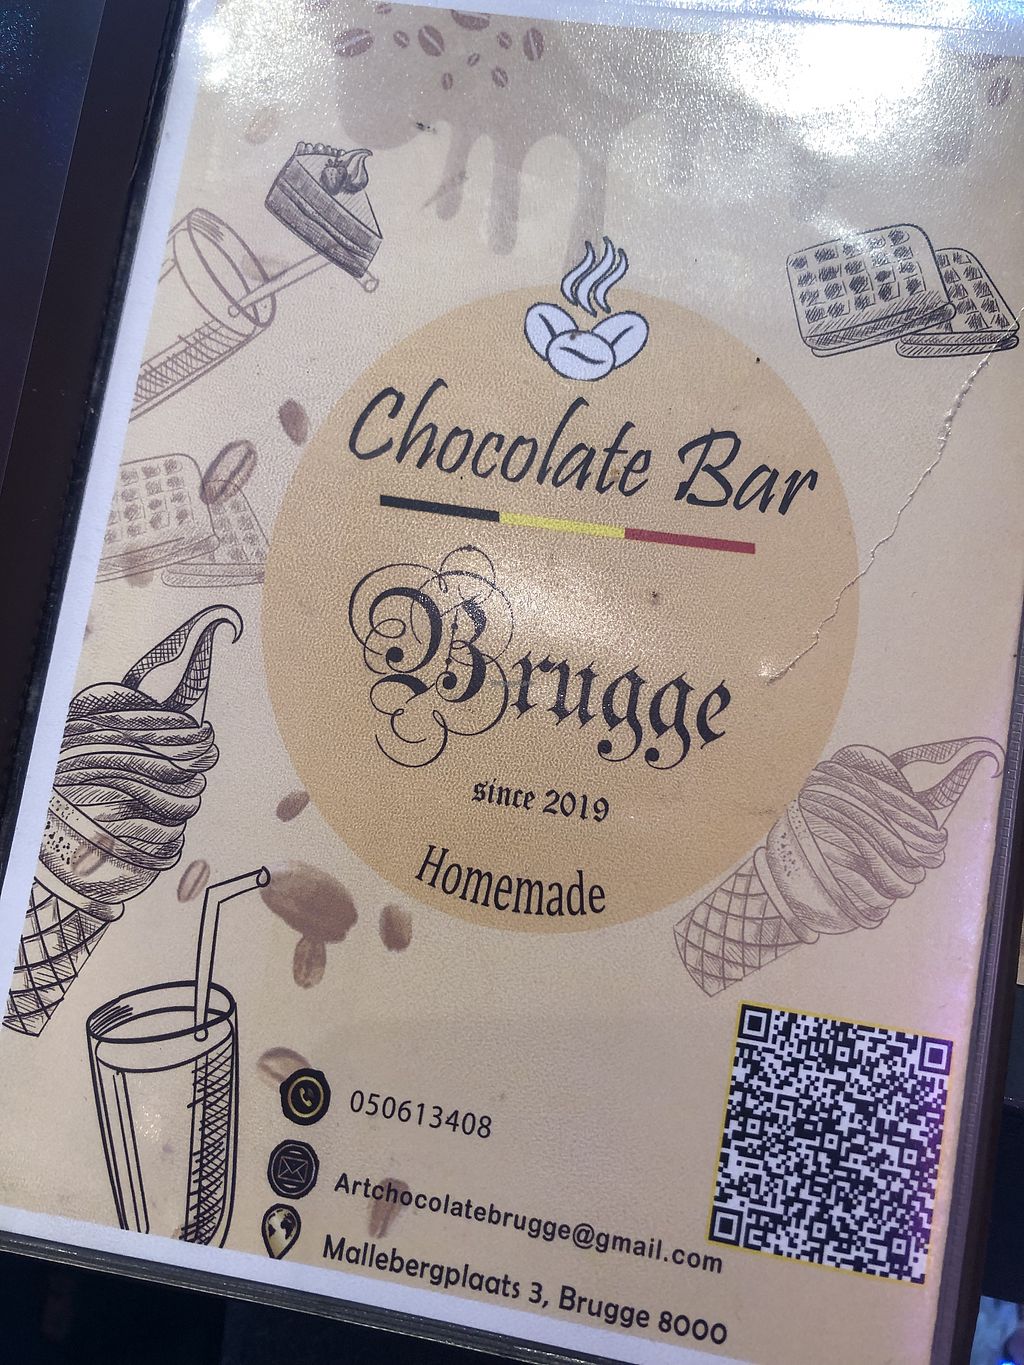 Chocolate Bar
Brugge
since 2019
Homemade
050613408
Artchocolatebrugge@gmail.com
Mallebergplaats 3, Brugge 8000